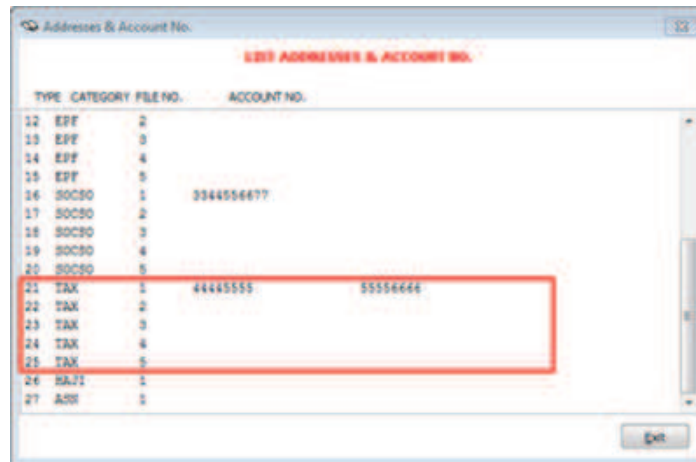 Addresses & Account No.
LIST ADDRESSES & ACCOUNT NO.
TYPE CATEGORY FILE NO. ACCOUNT NO.
12 EPF 2
13 EPF 3
14 EPF 4
15 EPF 5
16 SOCSO 1 3344556677
17 SOCSO 2
18 SOCSO 3
19 SOCSO 4
20 SOCSO 5
21 TAX 1 44445555 55556666
22 TAX 2
23 TAX 3
24 TAX 4
25 TAX 5
26 HAJI 1
27 ASN 1
Exit